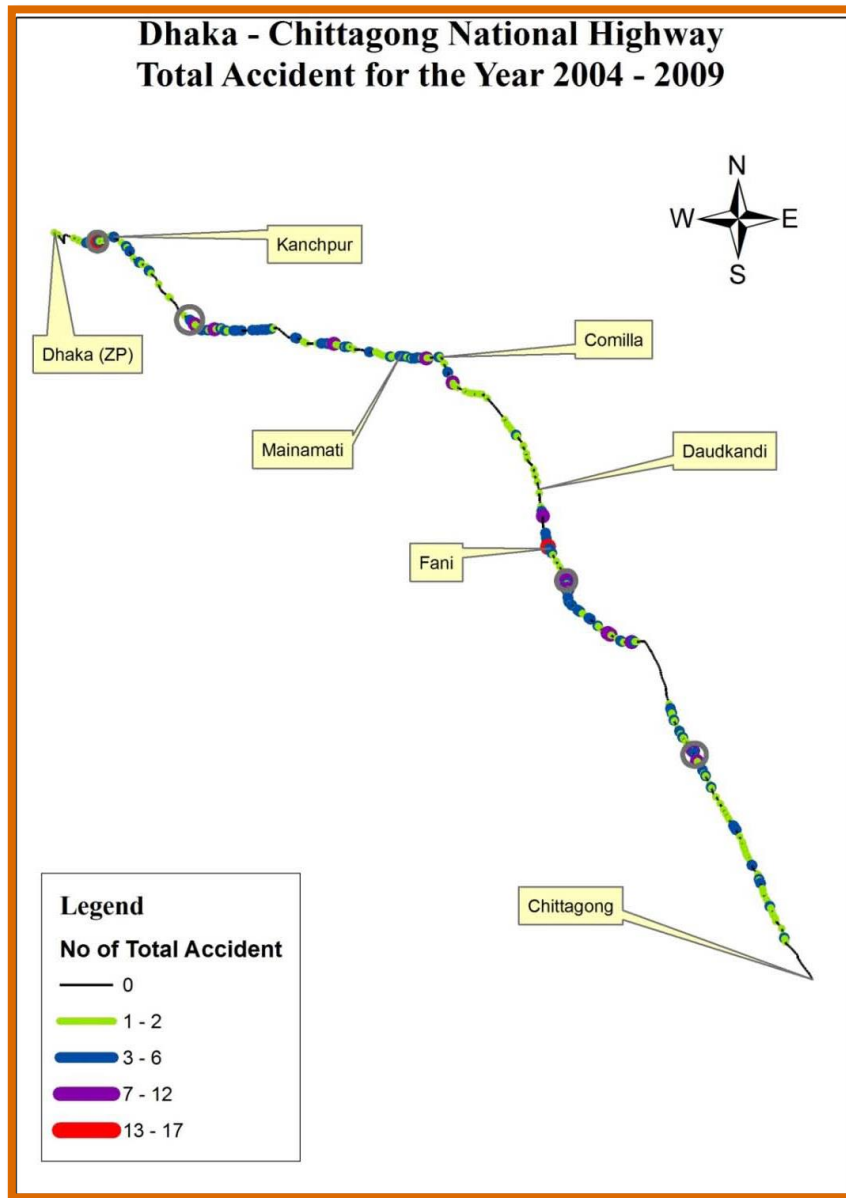 Dhaka - Chittagong National Highway
Total Accident for the Year 2004 - 2009
N
W
E
S
Kanchpur
Dhaka (ZP)
Comilla
Mainamati
Daudkandi
Fani
Chittagong
Legend
No of Total Accident
0
1 - 2
3 - 6
7 - 12
13 - 17